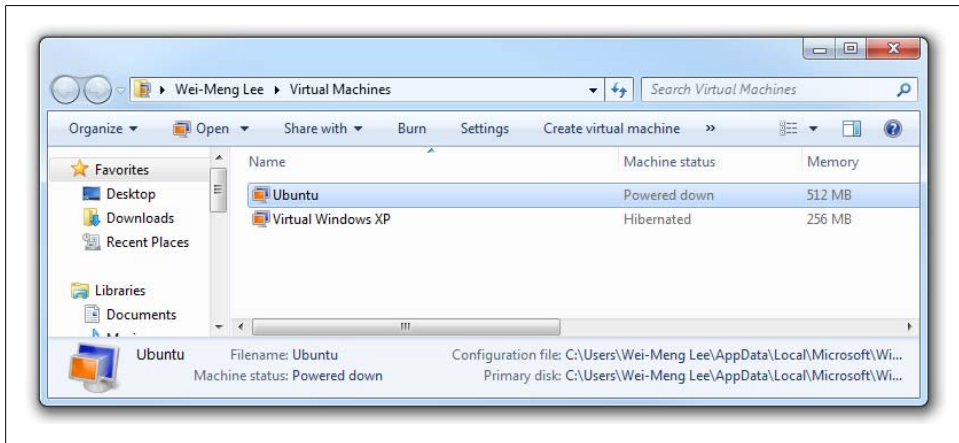 Wei-Meng Lee Virtual Machines Search Virtual Machines
Organize Open Share with Burn Settings Create virtual machine »
Favorites
Desktop
Downloads
Recent Places
Libraries
Documents
Name Machine status Memory
Ubuntu Powered down 512 MB
Virtual Windows XP Hibernated 256 MB
Ubuntu Filename: Ubuntu Configuration file: C:\Users\Wei-Meng Lee\AppData\Local\Microsoft\Wi...
Machine status: Powered down Primary disk: C:\Users\Wei-Meng Lee\AppData\Local\Microsoft\Wi...